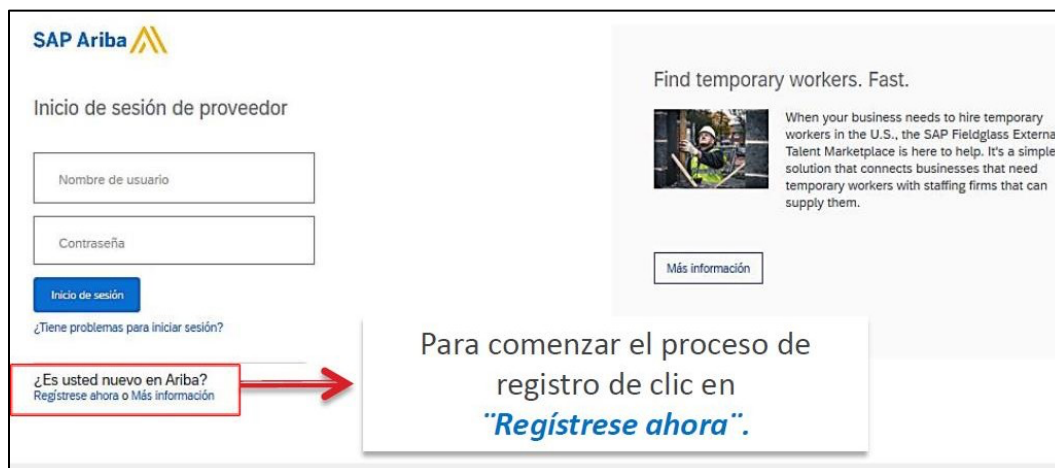 SAP Ariba
Inicio de sesión de proveedor
Nombre de usuario
Contraseña
Inicio de sesión
¿Tiene problemas para iniciar sesión?
¿Es usted nuevo en Ariba?
Regístrese ahora o Más información
Find temporary workers. Fast.
When your business needs to hire temporary
workers in the U.S., the SAP Fieldglass Externa
Talent Marketplace is here to help. It's a simple
solution that connects businesses that need
temporary workers with staffing firms that can
supply them.
Más información
Para comenzar el proceso de
registro de clic en
¨Regístrese ahora¨.